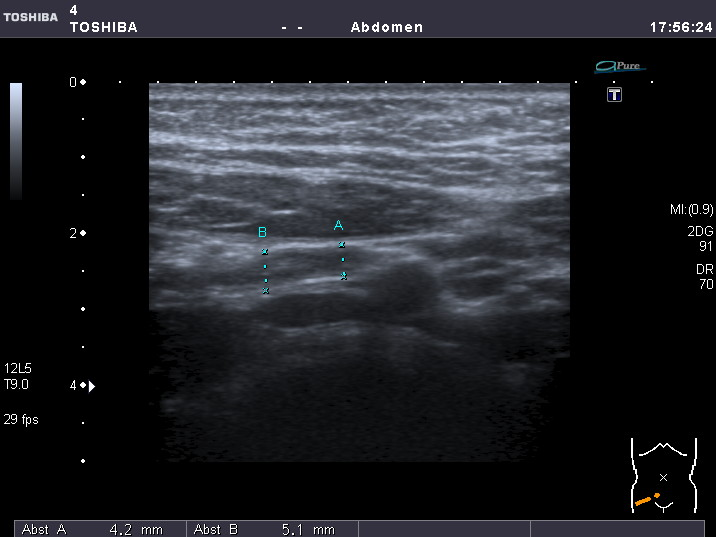 TOSHIBA
4
TOSHIBA - - Abdomen 17:56:24
Pure
T
0
2
4
B A
MI:(0.9)
2DG
91
DR
70
12L5
T9.0
29 fps
Abst A 4.2 mm Abst B 5.1 mm